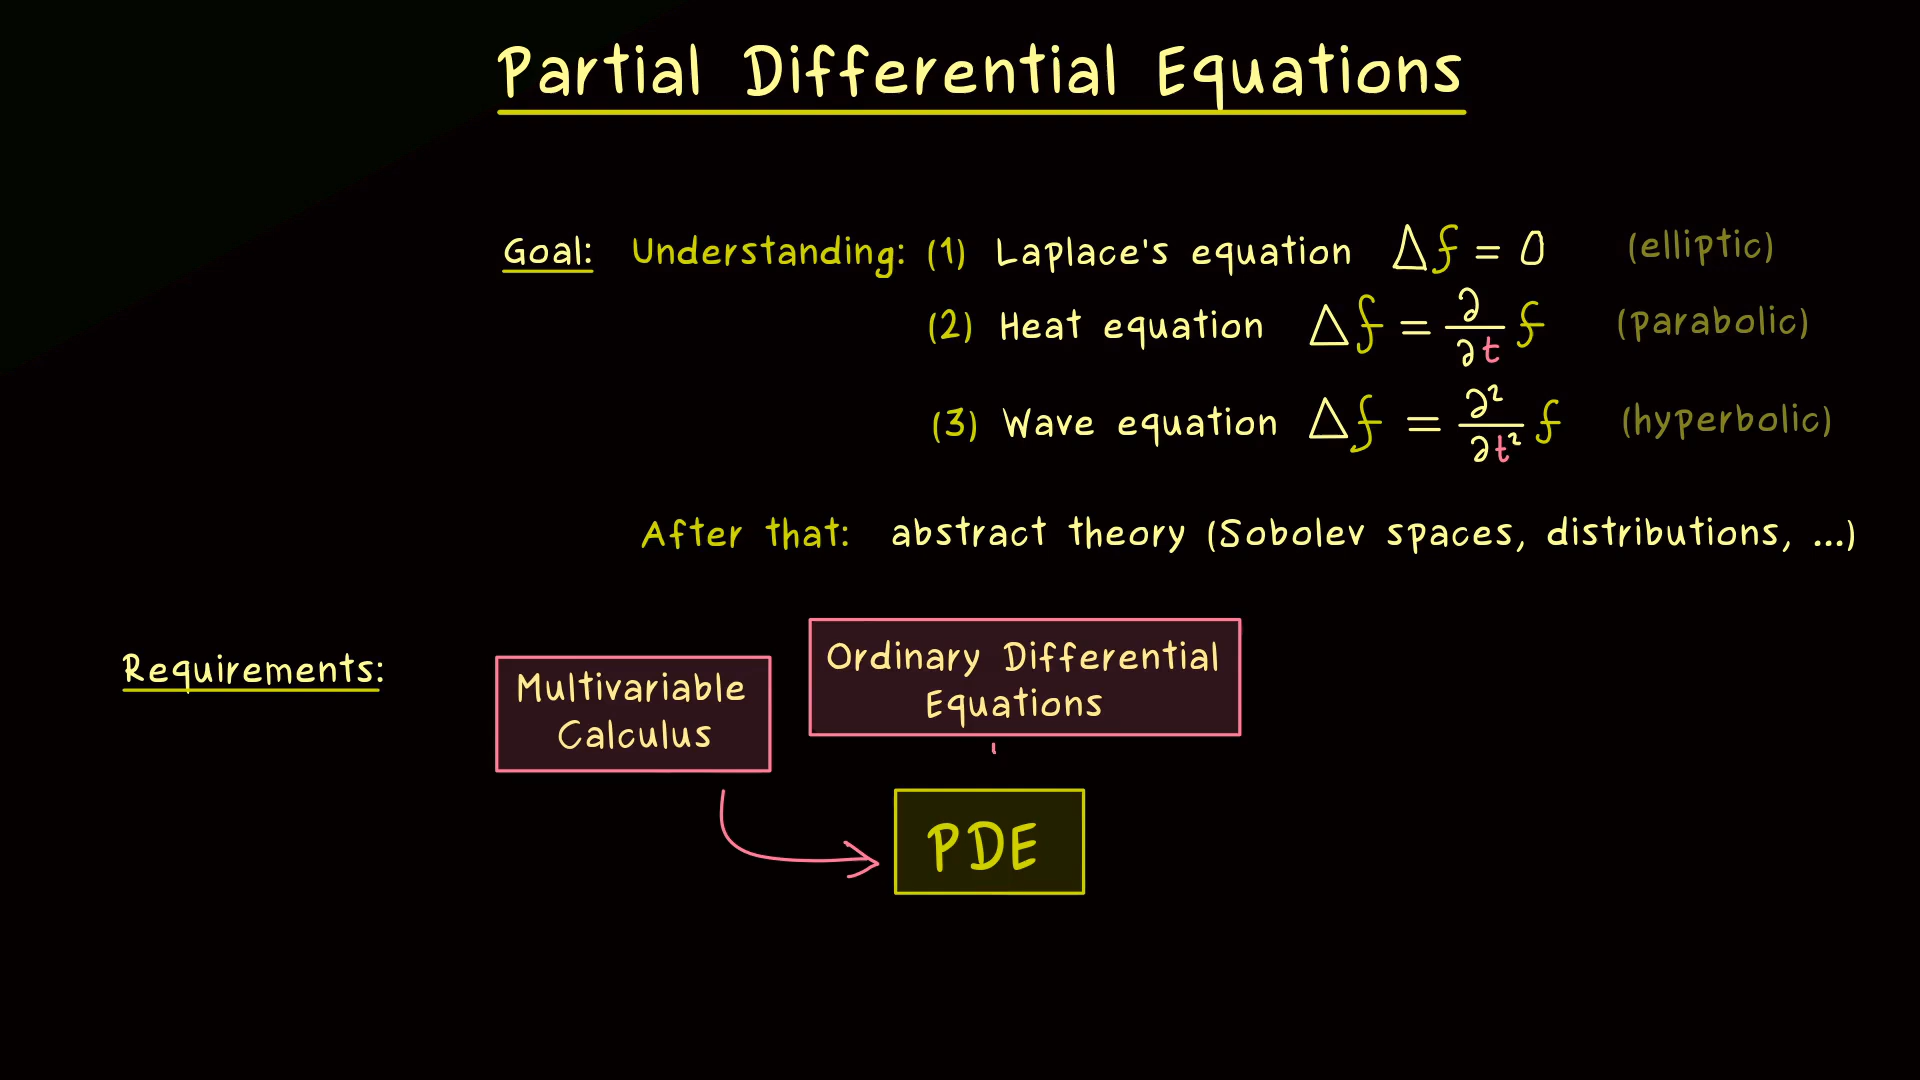 Partial Differential Equations
Goal: Understanding: (1) Laplace's equation Δf = 0 (elliptic)
(2) Heat equation Δf = ∂/∂t f (parabolic)
(3) Wave equation Δf = ∂²/∂t² f (hyperbolic)
After that: abstract theory (Sobolev spaces, distributions, ...)
Requirements:
Multivariable
Calculus
Ordinary Differential
Equations
PDE